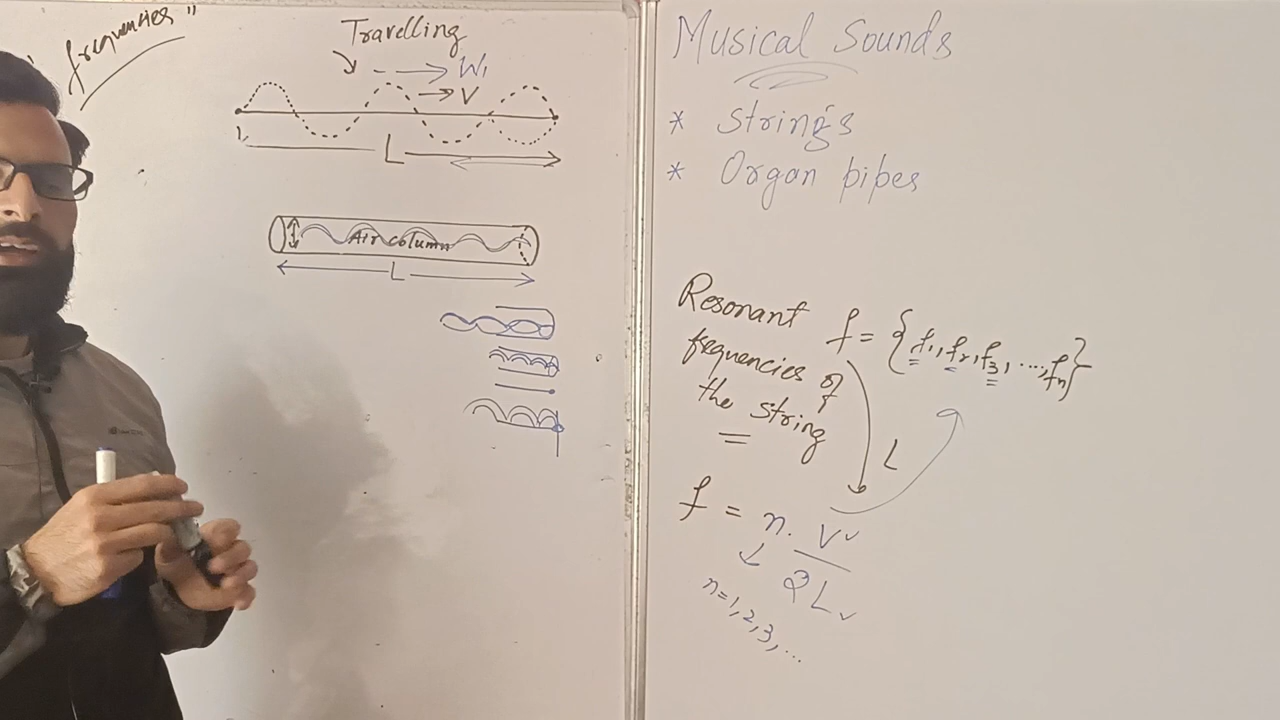 frequencies"
Travelling
W₁
V
L
Air column
L
Musical Sounds
* String's
* Organ pipes
Resonant
frequencies of
the string
f = {f₁, f₂, f₃, ...., fₙ}
L
f = n. V
2L
n=1, 2, 3, ...